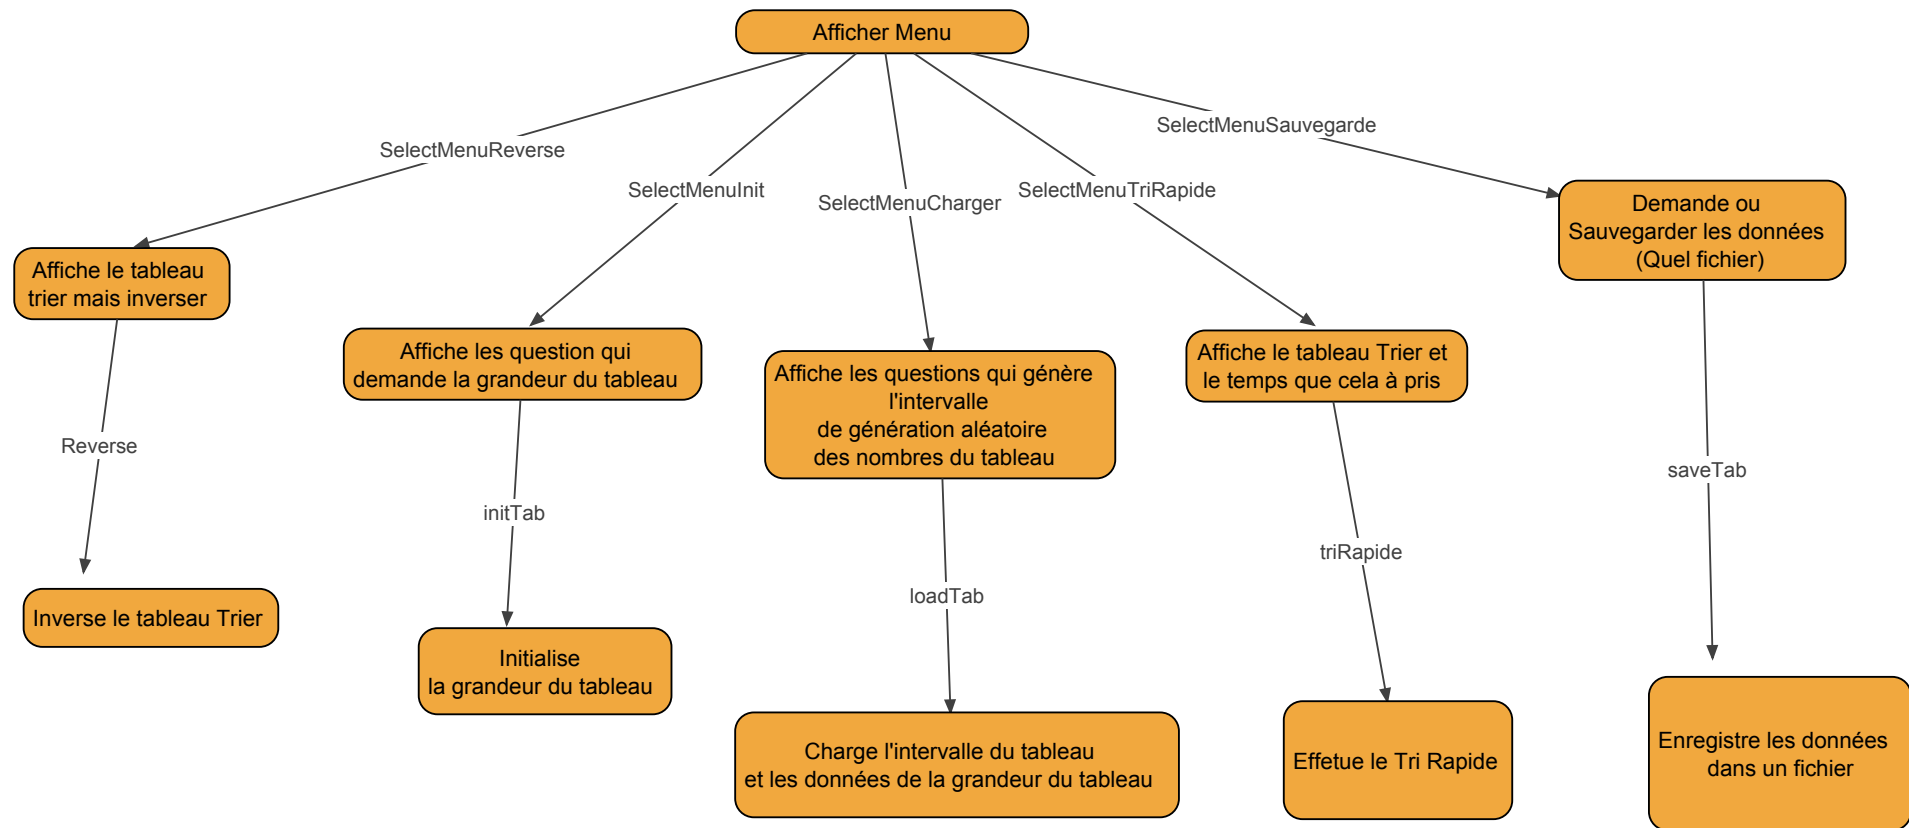 Afficher Menu
SelectMenuSauvegarde
SelectMenuReverse
SelectMenuInit
SelectMenuTriRapide
SelectMenuCharger
Demande ou
Sauvegarder les données
(Quel fichier)
Affiche le tableau
trier mais inverser
Affiche les question qui
demande la grandeur du tableau
Affiche les questions qui génère
l'intervalle
de génération aléatoire
des nombres du tableau
Affiche le tableau Trier et
le temps que cela à pris
Reverse
saveTab
initTab
triRapide
loadTab
Inverse le tableau Trier
Initialise
la grandeur du tableau
Charge l'intervalle du tableau
et les données de la grandeur du tableau
Effetue le Tri Rapide
Enregistre les données
dans un fichier